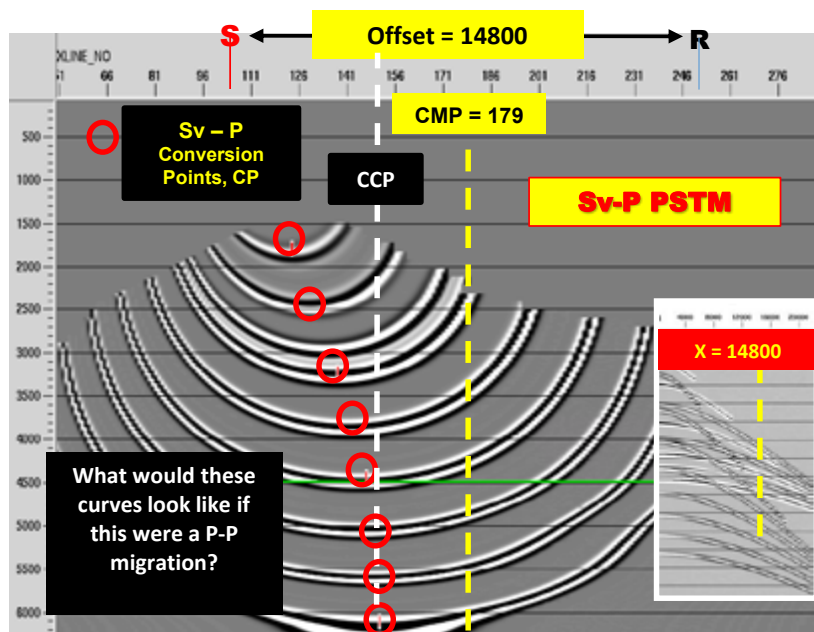 S
Offset = 14800
R
XLINE_NO
51 66 81 96 111 126 141 156 171 186 201 216 231 246 261 276
CMP = 179
Sv – P
Conversion
Points, CP
CCP
Sv-P PSTM
500
1000
1500
2000
2500
3000
3500
4000
4500
5000
5500
6000
X = 14800
What would these
curves look like if
this were a P-P
migration?